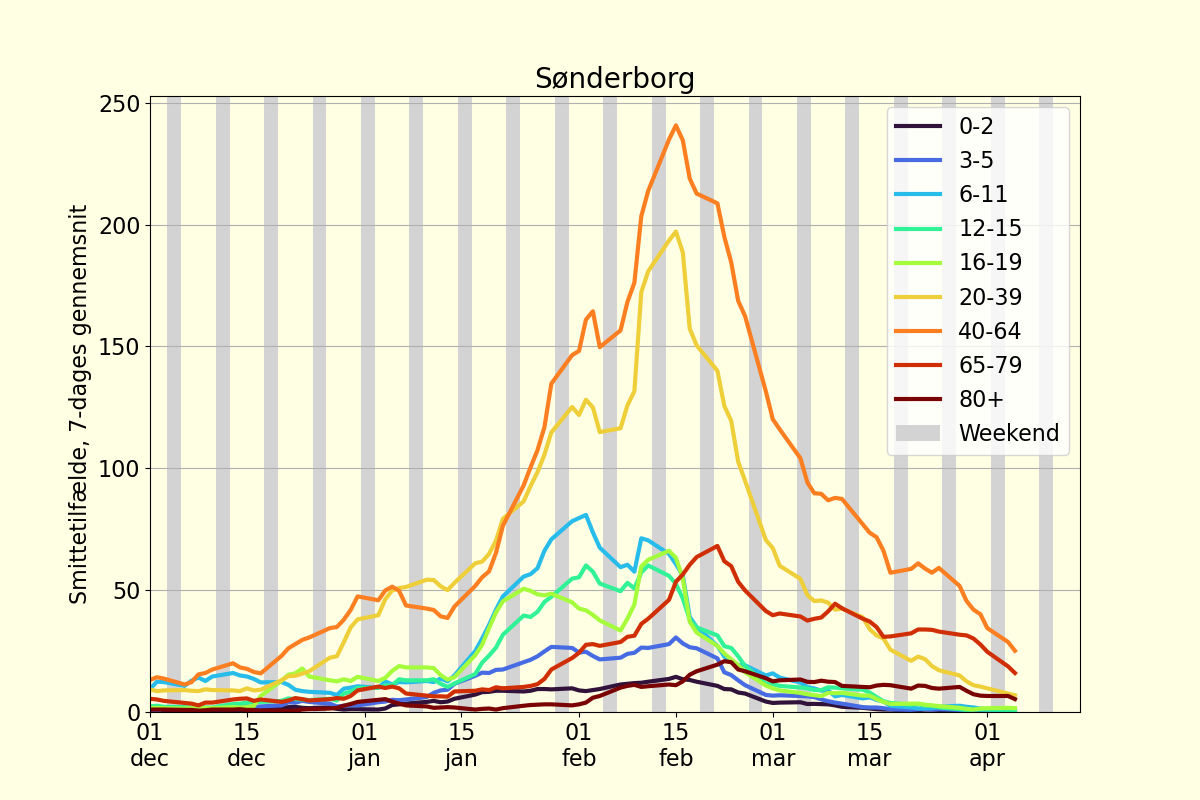 Sønderborg
Smittetilfælde, 7-dages gennemsnit
250
200
150
100
50
0
01 dec
15 dec
01 jan
15 jan
01 feb
15 feb
01 mar
15 mar
01 apr
0-2
3-5
6-11
12-15
16-19
20-39
40-64
65-79
80+
Weekend